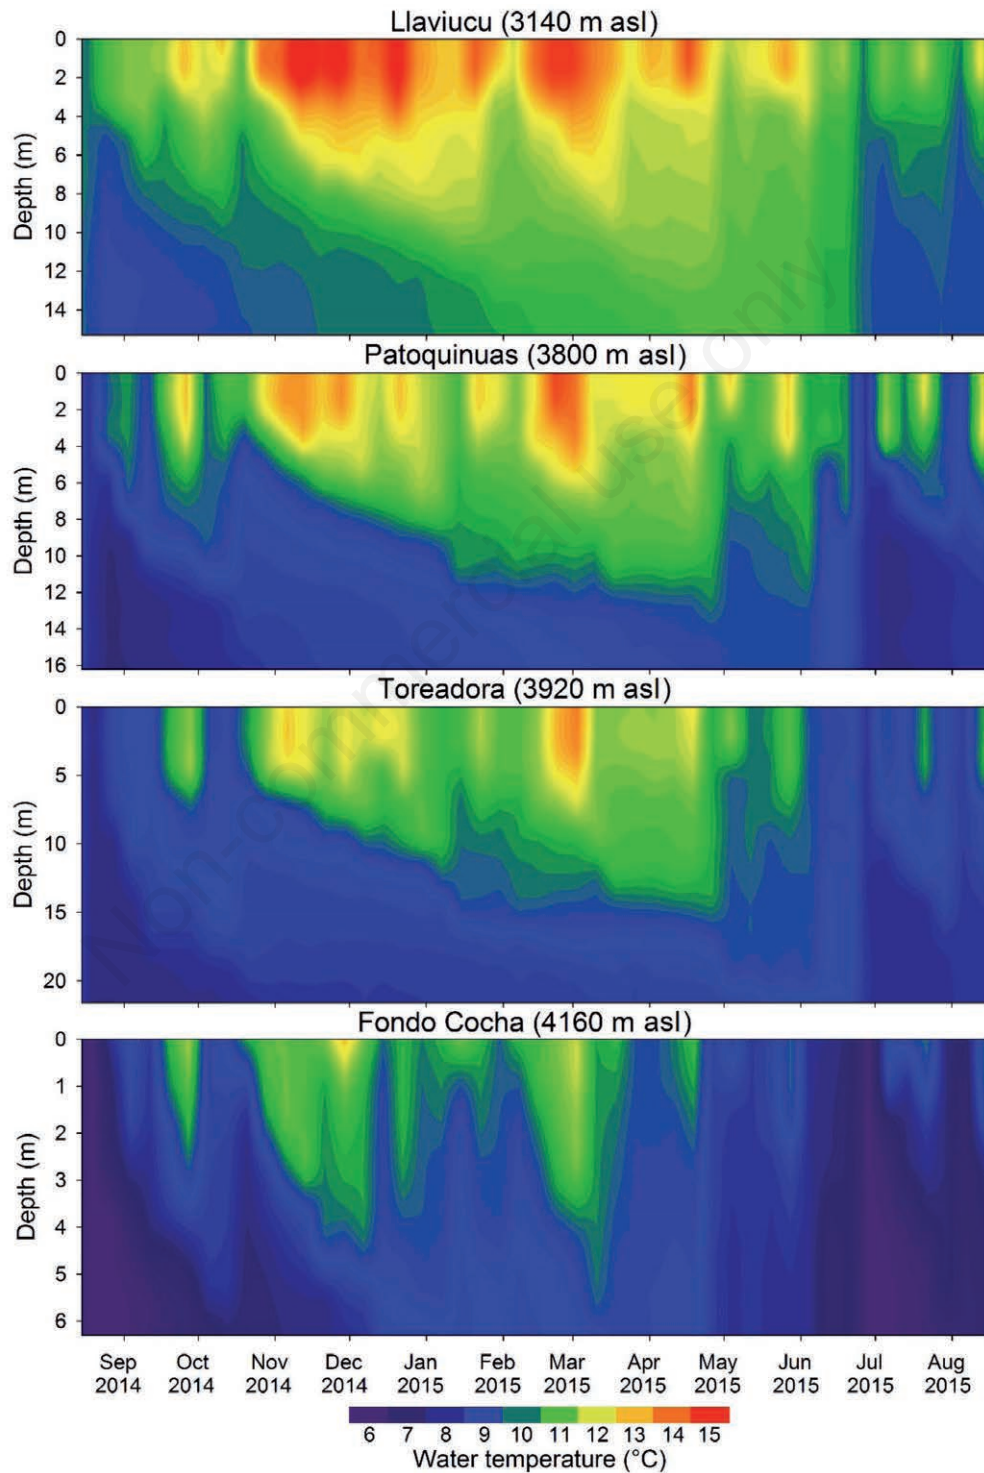 Llaviucu (3140 m asl)
Depth (m)
0
2
4
6
8
10
12
14
Patoquinuas (3800 m asl)
Depth (m)
0
2
4
6
8
10
12
14
16
Toreadora (3920 m asl)
Depth (m)
0
5
10
15
20
Fondo Cocha (4160 m asl)
Depth (m)
0
1
2
3
4
5
6
Sep Oct Nov Dec Jan Feb Mar Apr May Jun Jul Aug
2014 2014 2014 2014 2015 2015 2015 2015 2015 2015 2015 2015
6 7 8 9 10 11 12 13 14 15
Water temperature (°C)
Non-commercial use only